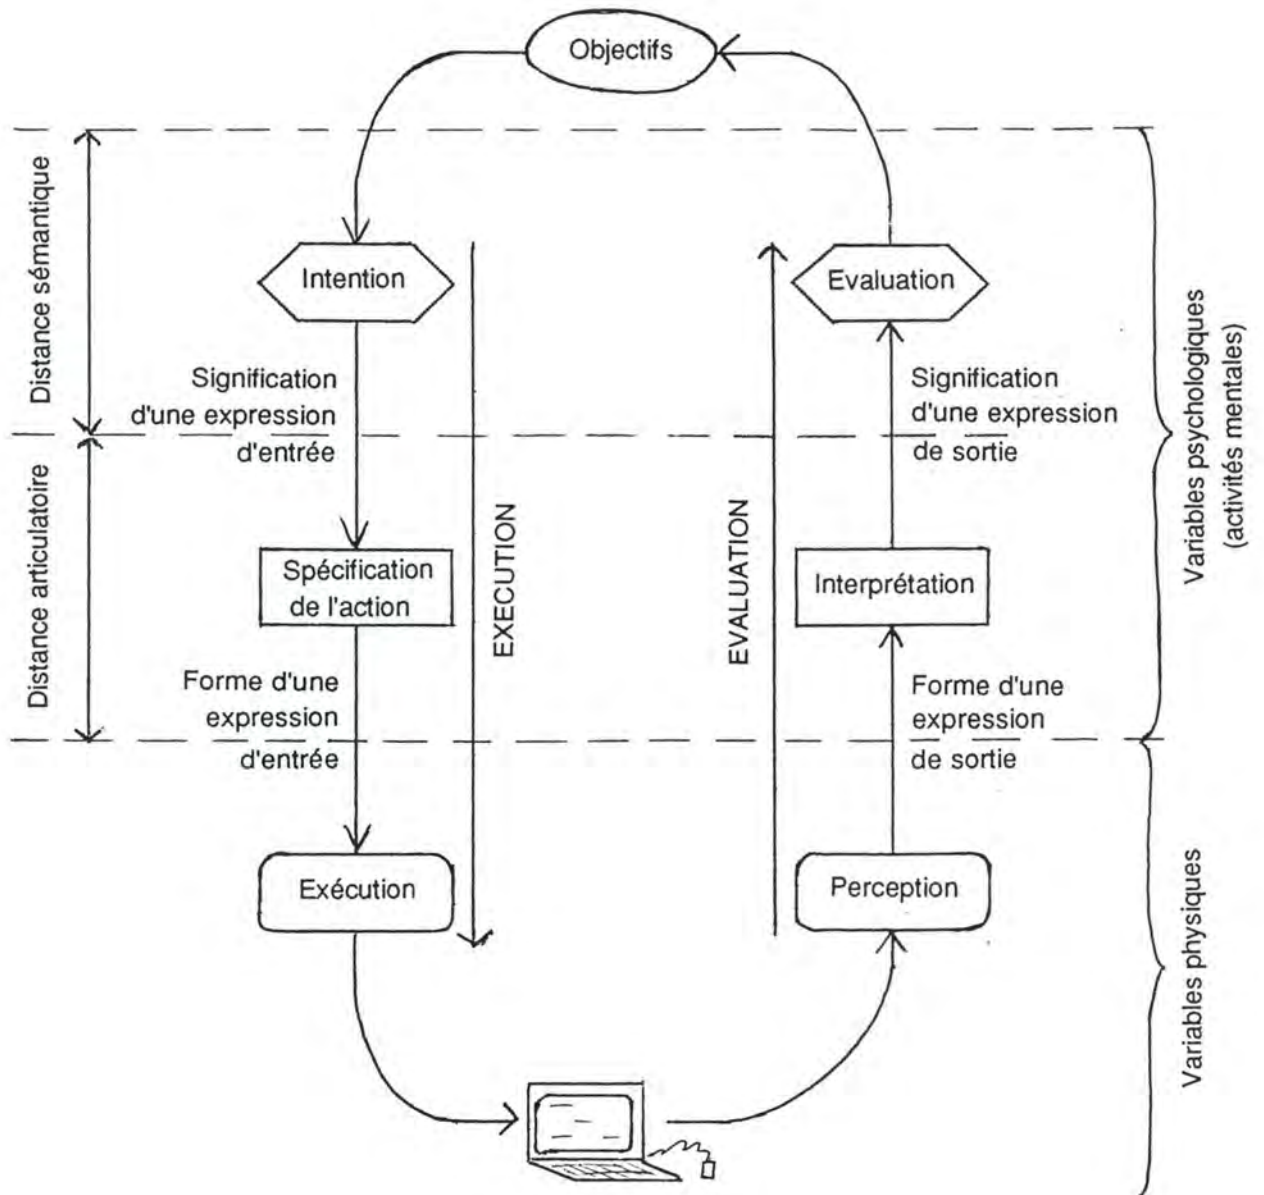 Objectifs
Distance sémantique
Intention
Evaluation
Signification
d'une expression
d'entrée
Signification
d'une expression
de sortie
Variables psychologiques
(activités mentales)
Distance articulatoire
EXECUTION
EVALUATION
Spécification
de l'action
Interprétation
Forme d'une
expression
d'entrée
Forme d'une
expression
de sortie
Exécution
Perception
Variables physiques